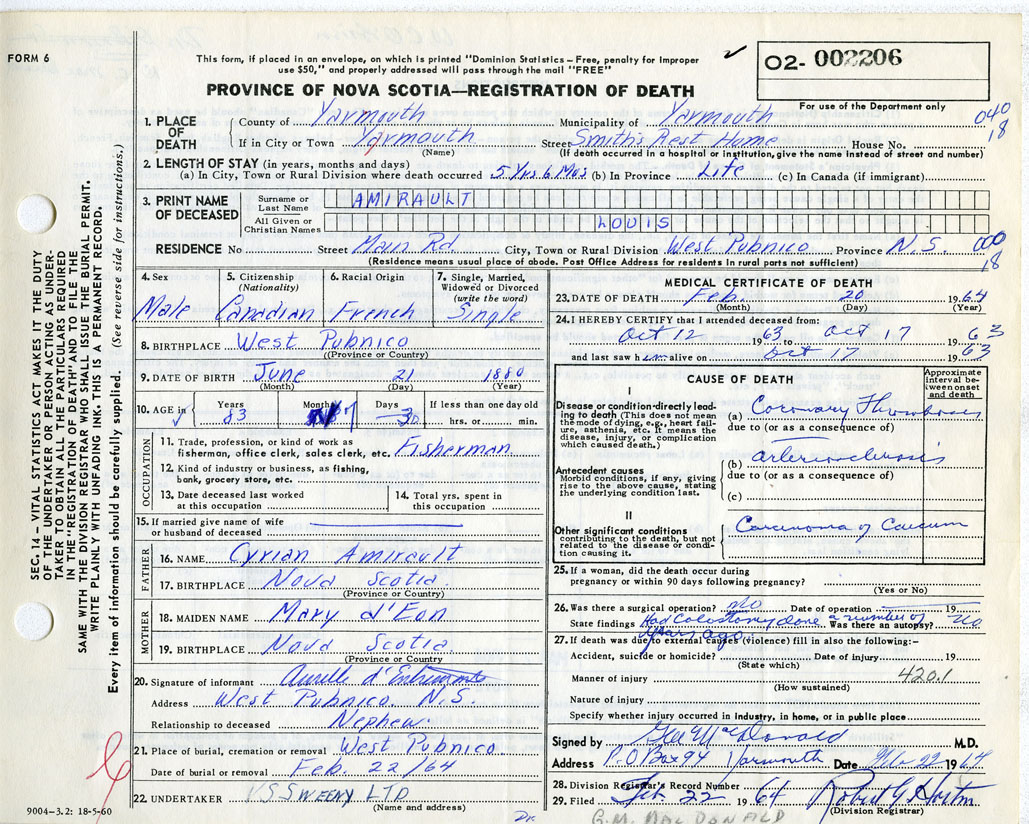 FORM 6
This form, if placed in an envelope, on which is printed "Dominion Statistics - Free, penalty for improper
use $50," and properly addressed will pass through the mail "FREE"
✓
O2- 002206
PROVINCE OF NOVA SCOTIA—REGISTRATION OF DEATH
For use of the Department only
1. PLACE OF DEATH
County of Yarmouth Municipality of Yarmouth 040
If in City or Town Yarmouth Street Smith's Rest Home House No. 18
(Name) (If death occurred in a hospital or institution, give the name instead of street and number)
2. LENGTH OF STAY (in years, months and days)
(a) In City, Town or Rural Division where death occurred 5 Yrs 6 Mos (b) In Province Life (c) In Canada (if immigrant)
3. PRINT NAME OF DECEASED
Surname or Last Name AMIRAULT
All Given or Christian Names LOUIS
RESIDENCE No Street Main Rd City, Town or Rural Division West Pubnico Province N.S. 000
(Residence means usual place of abode. Post Office Address for residents in rural parts not sufficient) 18
4. Sex
Male
5. Citizenship (Nationality)
Canadian
6. Racial Origin
French
7. Single, Married, Widowed or Divorced (write the word)
Single
8. BIRTHPLACE West Pubnico
(Province or Country)
9. DATE OF BIRTH June 21 1880
(Month) (Day) (Year)
10. AGE in Years 83 Months 7 Days 30 If less than one day old
hrs. or min.
OCCUPATION
11. Trade, profession, or kind of work as
fisherman, office clerk, sales clerk, etc. Fisherman
12. Kind of industry or business, as fishing,
bank, grocery store, etc.
13. Date deceased last worked
at this occupation
14. Total yrs. spent in
this occupation
15. If married give name of wife
or husband of deceased
FATHER
16. NAME Cyrian Amirault
17. BIRTHPLACE Nova Scotia
(Province or Country)
MOTHER
18. MAIDEN NAME Mary d'Eon
19. BIRTHPLACE Nova Scotia
(Province or Country
20. Signature of informant d'Entremont
Address West Pubnico. N.S.
Relationship to deceased Nephew.
21. Place of burial, cremation or removal West Pubnico
Date of burial or removal Feb. 22/64
22. UNDERTAKER V.S SWEENY LTD
(Name and address)
9004-3.2: 18-5-60
MEDICAL CERTIFICATE OF DEATH
23. DATE OF DEATH Feb. 20 1964
(Month) (Day) (Year)
24. I HEREBY CERTIFY that I attended deceased from:
Oct 12 1963 to Oct 17 63
and last saw him alive on Oct 17 1963
CAUSE OF DEATH
Approximate interval between onset and death
I
Disease or condition directly leading to death (This does not mean the mode of dying, e.g., heart failure, asthenia, etc. It means the disease, injury, or complication which caused death.)
(a) Coronary Thrombosis
due to (or as a consequence of)
Antecedent causes
Morbid conditions, if any, giving rise to the above cause, stating the underlying condition last.
(b) arteriosclerosis
due to (or as a consequence of)
(c)
II
Other significant conditions
contributing to the death, but not related to the disease or condition causing it.
Carcinoma of Caecum
25. If a woman, did the death occur during
pregnancy or within 90 days following pregnancy?
(Yes or No)
26. Was there a surgical operation? No Date of operation 19
State findings Had Colostomy done a number of years ago. Was there an autopsy? No
27. If death was due to external causes (violence) fill in also the following:-
Accident, suicide or homicide? Date of injury 19
(State which)
Manner of injury 420.1
(How sustained)
Nature of injury
Specify whether injury occurred in industry, in home, or in public place
Signed by Geo McDonald M.D.
Address P.O Box 94 Yarmouth Date Feb 22 1964
28. Division Registrar's Record Number
29. Filed Feb. 22 1964 Robert G Horton
(Division Registrar)
Dr. G.M. MACDONALD
SEC. 14 – VITAL STATISTICS ACT MAKES IT THE DUTY
OF THE UNDERTAKER OR PERSON ACTING AS UNDER-
TAKER TO OBTAIN ALL THE PARTICULARS REQUIRED
IN THE "REGISTRATION OF DEATH" AND TO FILE THE
SAME WITH THE DIVISION REGISTRAR WHO SHALL ISSUE THE BURIAL PERMIT.
WRITE PLAINLY WITH UNFADING INK. THIS IS A PERMANENT RECORD.
Every item of information should be carefully supplied. (See reverse side for instructions.)